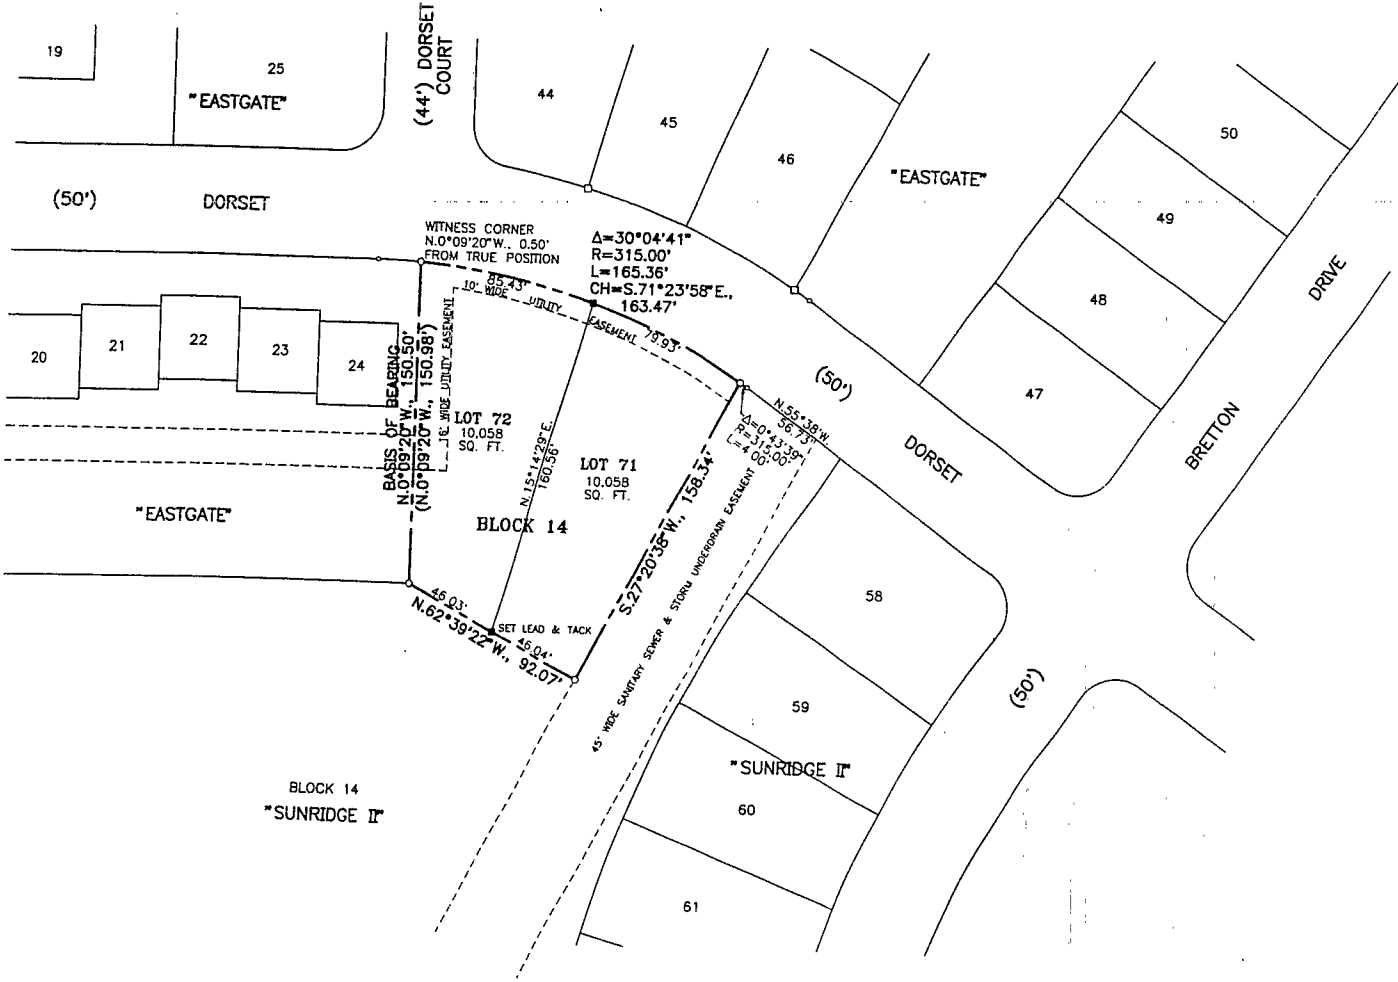 19
25
"EASTGATE"
(44') DORSET
COURT
44
45
46
"EASTGATE"
50
49
48
47
(50')
DORSET
WITNESS CORNER
N.0°09'20"W., 0.50'
FROM TRUE POSITION
Δ=30°04'41"
R=315.00'
L=165.36'
CH=S.71°23'58"E.,
163.47'
85.43'
10' WIDE UTILITY EASEMENT
79.93'
DRIVE
BRETTON
20
21
22
23
24
BASIS OF BEARING
N.0°09'20"W., 150.50'
(N.0°09'20"W., 150.98')
6' WIDE UTILITY EASEMENT
LOT 72
10,058
SQ. FT.
N.15°14'29"E.
160.56'
LOT 71
10,058
SQ. FT.
BLOCK 14
S.27°20'38"W., 158.34'
(50')
N.55°38'W.
56.73'
Δ=0°43'39"
R=315.00'
L=4.00'
DORSET
45' WIDE SANITARY SEWER & STORM UNDERDRAIN EASEMENT
"EASTGATE"
46.03'
SET LEAD & TACK
46.04'
N.62°39'22"W., 92.07'
58
59
(50')
"SUNRIDGE II"
60
61
BLOCK 14
"SUNRIDGE II"